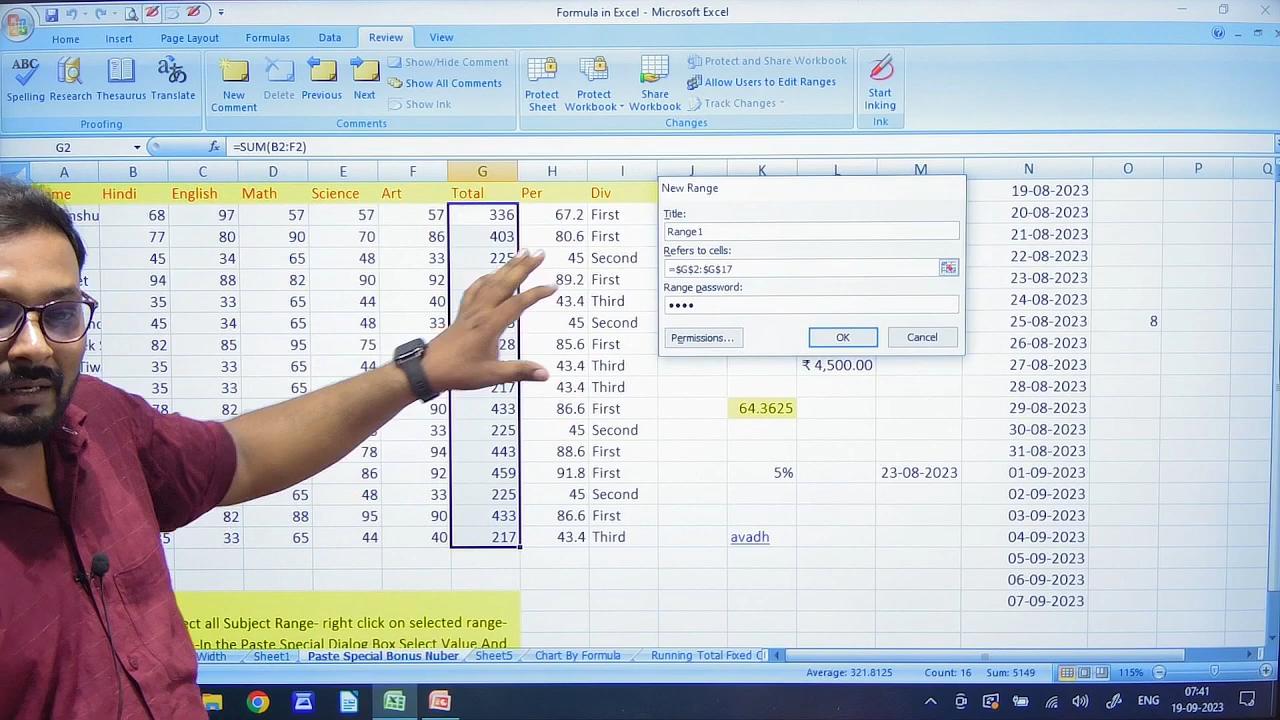 Formula in Excel - Microsoft Excel
Home Insert Page Layout Formulas Data Review View
ABC
Spelling Research Thesaurus Translate
Proofing
New Comment Delete Previous Next
Show/Hide Comment
Show All Comments
Show Ink
Comments
Protect Sheet Protect Workbook Share Workbook
Protect and Share Workbook
Allow Users to Edit Ranges
Track Changes
Changes
Start Inking
Ink
G2 fx =SUM(B2:F2)
A B C D E F G H I J K L M N O P Q
Hindi English Math Science Art Total Per Div 19-08-2023
nshu 68 97 57 57 57 336 67.2 First 20-08-2023
77 80 90 70 86 403 80.6 First 21-08-2023
45 34 65 48 33 225 45 Second 22-08-2023
94 88 82 90 92 89.2 First 23-08-2023
35 33 65 44 40 43.4 Third 24-08-2023
45 34 65 48 33 45 Second 25-08-2023 8
82 85 95 75 85.6 First 26-08-2023
35 33 65 43.4 Third ₹ 4,500.00 27-08-2023
35 33 65 217 43.4 Third 28-08-2023
78 82 90 433 86.6 First 64.3625 29-08-2023
33 225 45 Second 30-08-2023
78 94 443 88.6 First 31-08-2023
86 92 459 91.8 First 5% 23-08-2023 01-09-2023
65 48 33 225 45 Second 02-09-2023
82 88 95 90 433 86.6 First 03-09-2023
33 65 44 40 217 43.4 Third avadh 04-09-2023
05-09-2023
06-09-2023
07-09-2023
New Range
Title:
Range1
Refers to cells:
=$G$2:$G$17
Range password:
••••
Permissions... OK Cancel
ect all Subject Range- right click on selected range-
-In the Paste Special Dialog Box Select Value And
Width Sheet1 Paste Special Bonus Nuber Sheet5 Chart By Formula Running Total Fixed C
Average: 321.8125 Count: 16 Sum: 5149 115%
ENG 07:41
19-09-2023